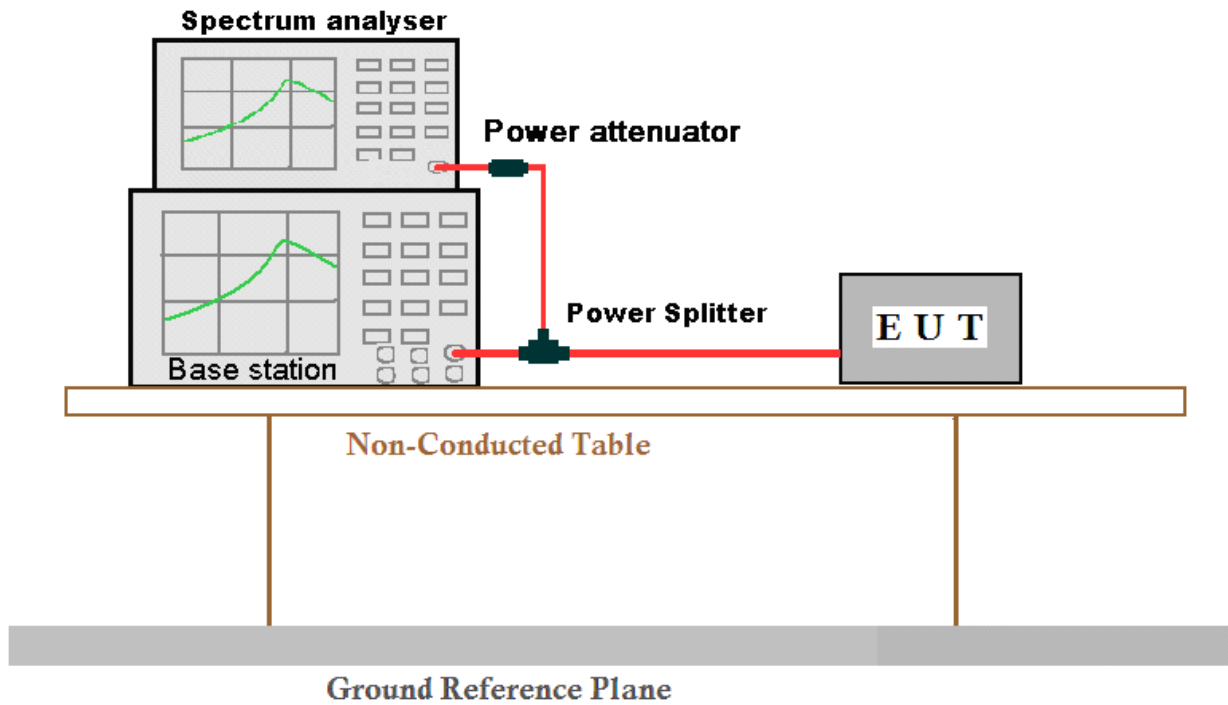 Spectrum analyser
Power attenuator
Power Splitter
E U T
Base station
Non-Conducted Table
Ground Reference Plane